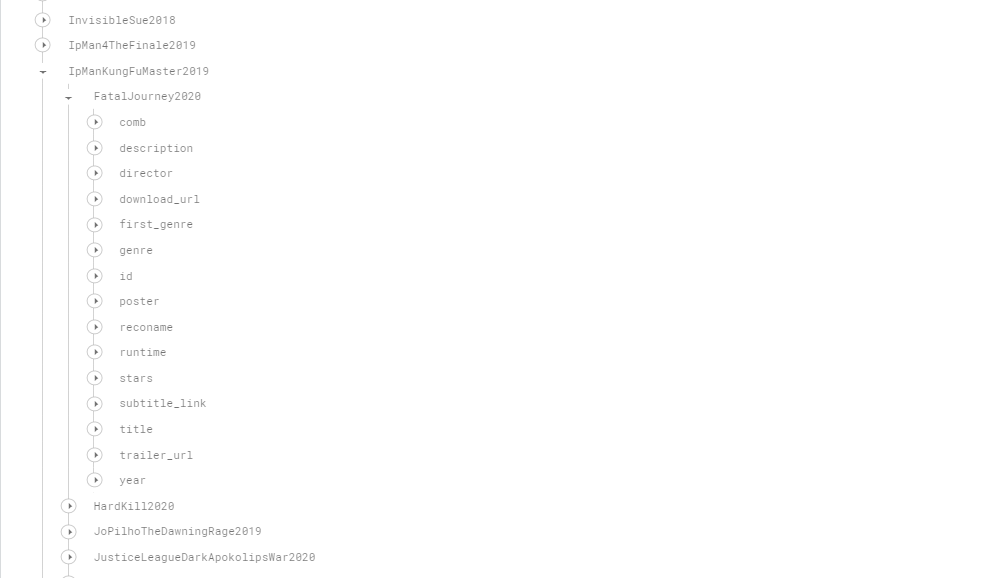 InvisibleSue2018
IpMan4TheFinale2019
IpManKungFuMaster2019
FatalJourney2020
comb
description
director
download_url
first_genre
genre
id
poster
reconame
runtime
stars
subtitle_link
title
trailer_url
year
HardKill2020
JoPilhoTheDawningRage2019
JusticeLeagueDarkApokolipsWar2020